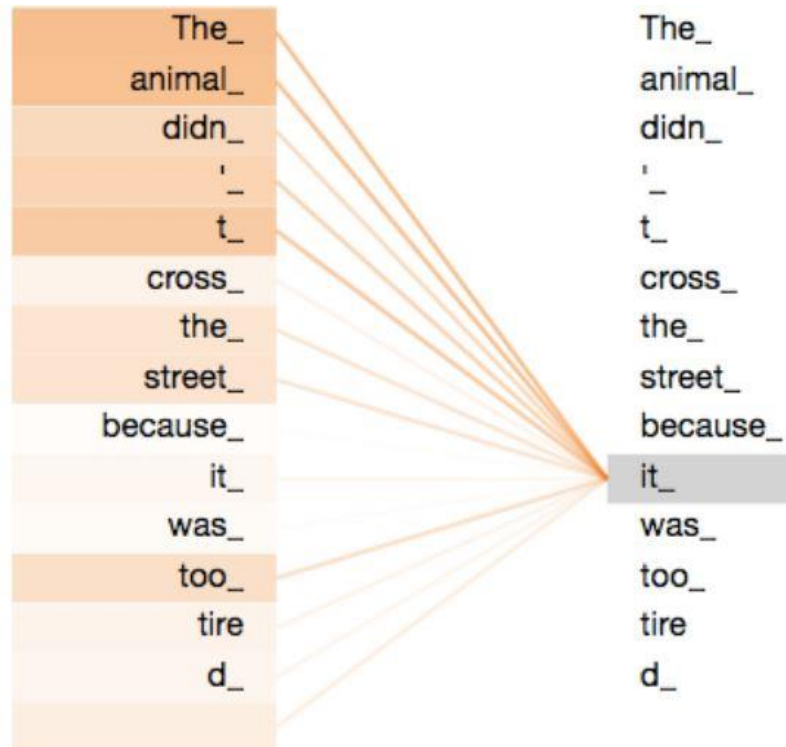 The_
animal_
didn_
'_
t_
cross_
the_
street_
because_
it_
was_
too_
tire
d_
The_
animal_
didn_
'_
t_
cross_
the_
street_
because_
it_
was_
too_
tire
d_